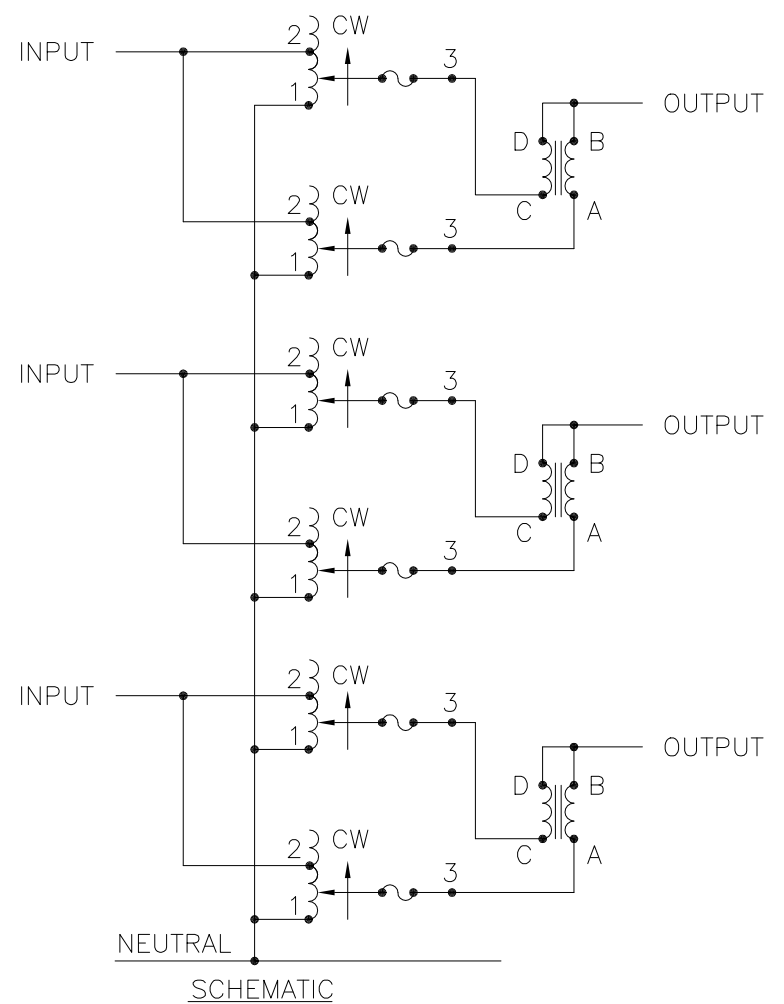 INPUT 2 CW
3
1
OUTPUT
D B
C A
2 CW
3
1
INPUT 2 CW
3
1
OUTPUT
D B
C A
2 CW
3
1
INPUT 2 CW
3
1
OUTPUT
D B
C A
2 CW
3
1
NEUTRAL
SCHEMATIC